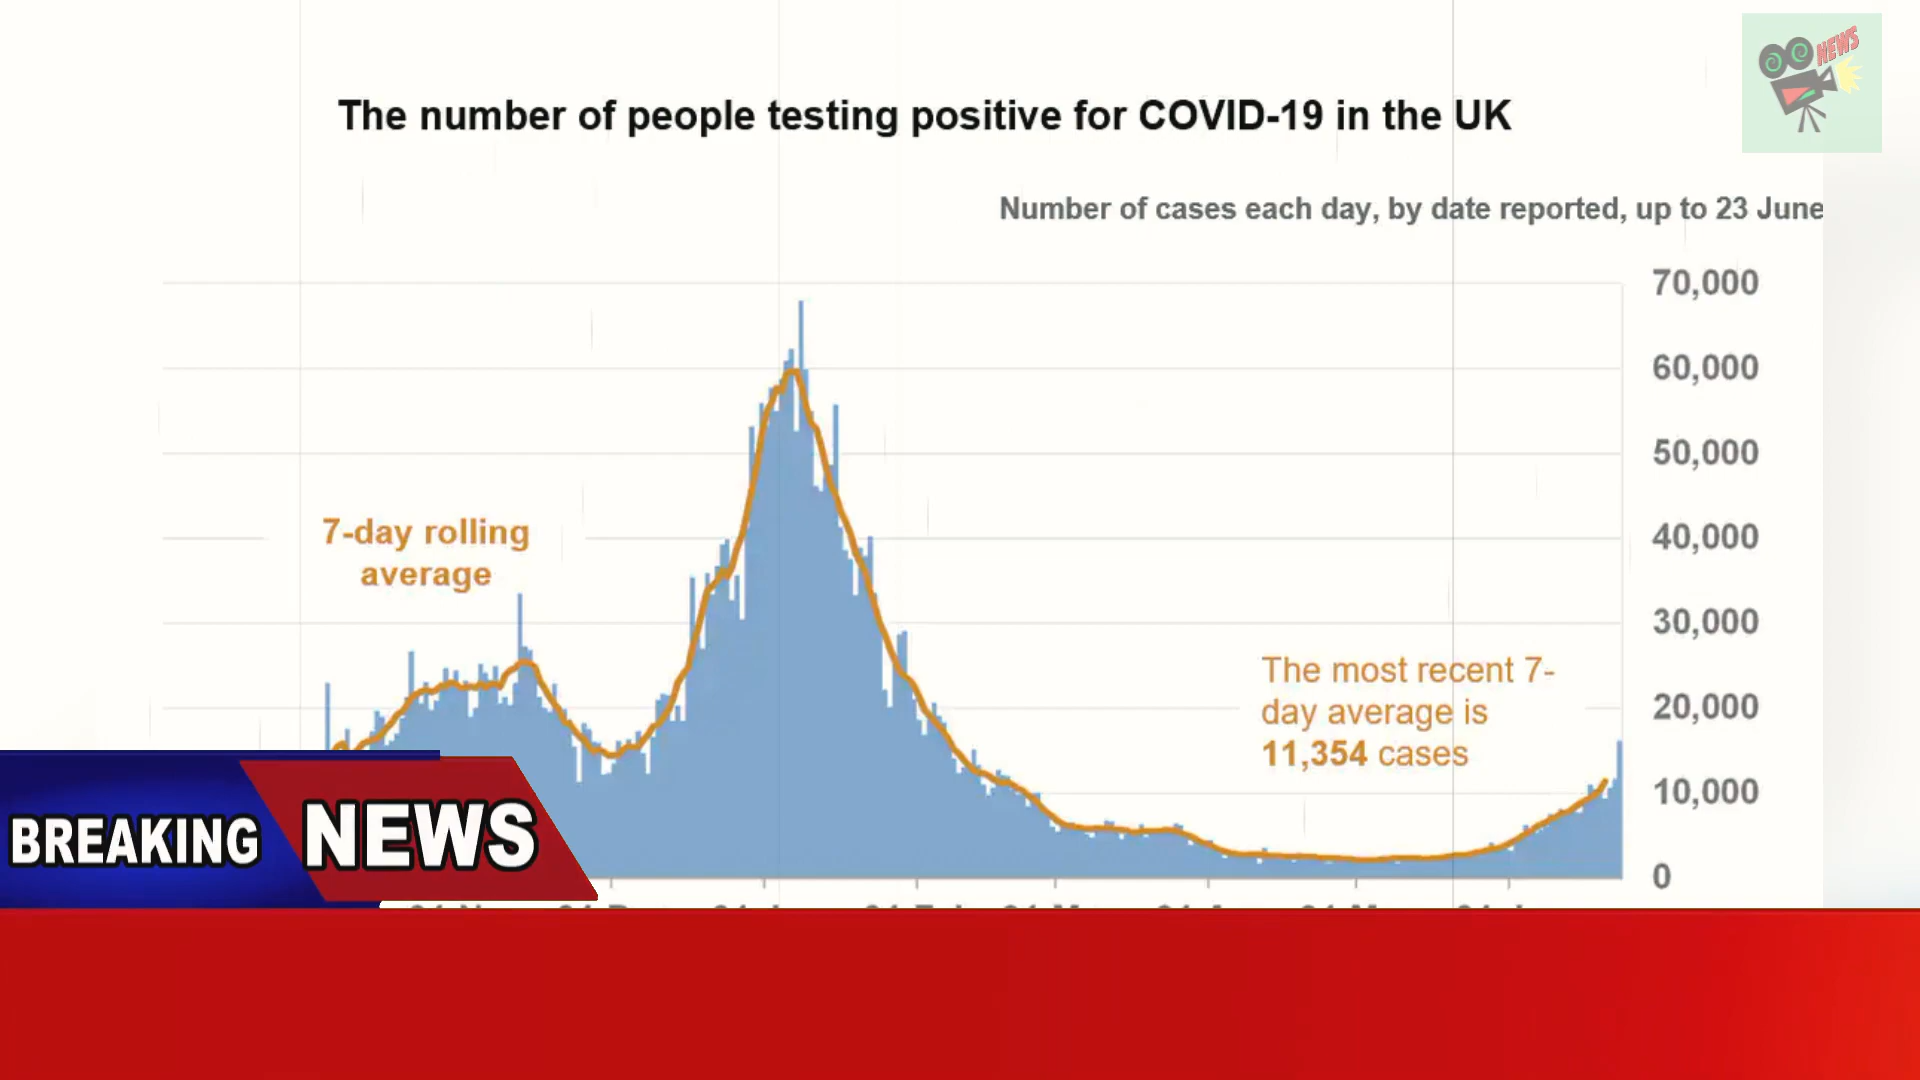 NEWS
The number of people testing positive for COVID-19 in the UK
Number of cases each day, by date reported, up to 23 June
70,000
60,000
50,000
40,000
30,000
20,000
10,000
0
7-day rolling
average
The most recent 7-
day average is
11,354 cases
BREAKING NEWS